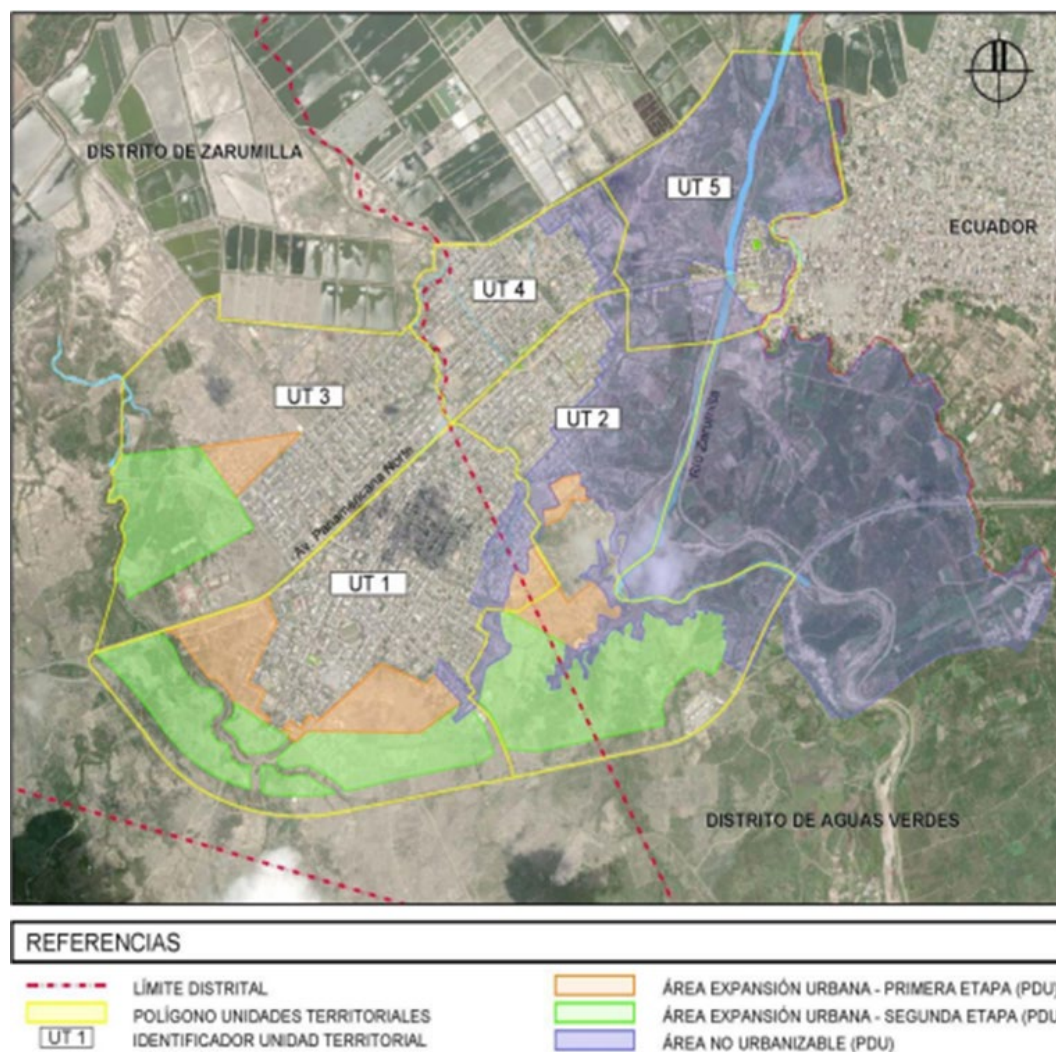 DISTRITO DE ZARUMILLA
UT 5
ECUADOR
UT 4
UT 3
UT 2
Río Zarumilla
Av. Panamericana Norte
UT 1
DISTRITO DE AGUAS VERDES
REFERENCIAS
LÍMITE DISTRITAL
POLÍGONO UNIDADES TERRITORIALES
UT 1 IDENTIFICADOR UNIDAD TERRITORIAL
ÁREA EXPANSIÓN URBANA - PRIMERA ETAPA (PDU)
ÁREA EXPANSIÓN URBANA - SEGUNDA ETAPA (PDU
ÁREA NO URBANIZABLE (PDU)